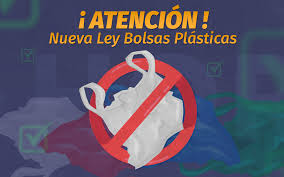 ¡ ATENCIÓN !
Nueva Ley Bolsas Plásticas